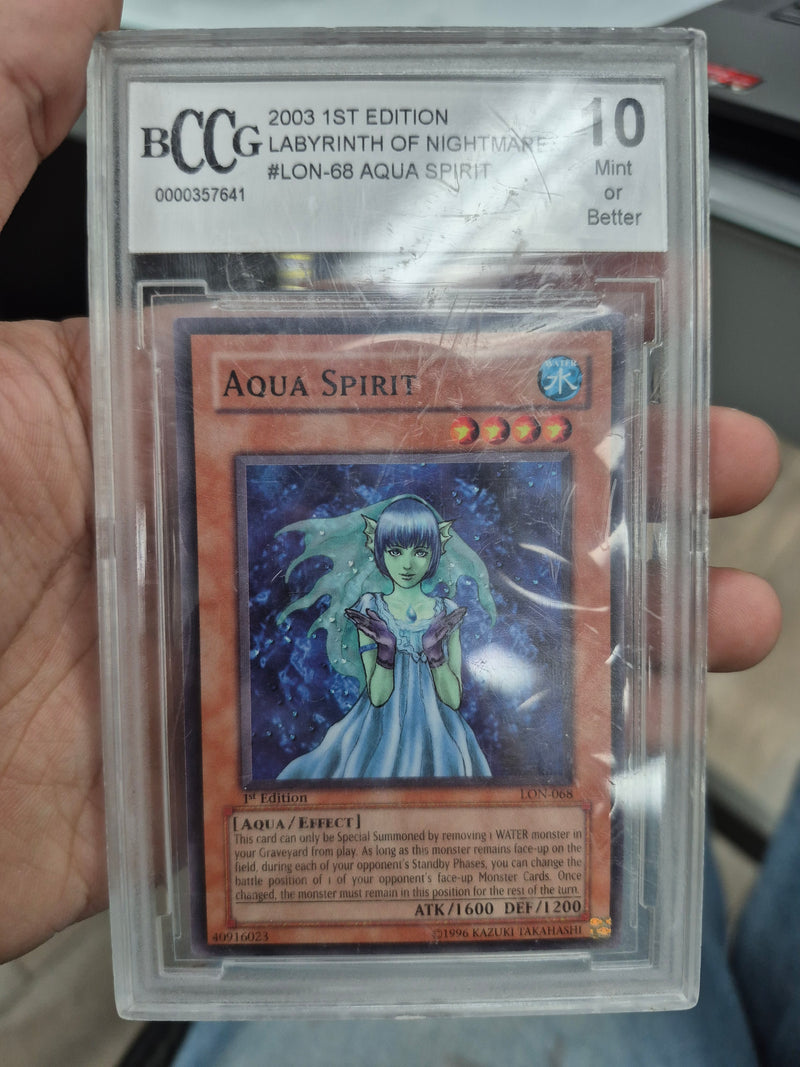 BCCG
2003 1ST EDITION
LABYRINTH OF NIGHTMARE
#LON-68 AQUA SPIRIT
0000357641
10
Mint
or
Better
AQUA SPIRIT
WATER
水
1st Edition
LON-068
[AQUA/EFFECT]
This card can only be Special Summoned by removing 1 WATER monster in
your Graveyard from play. As long as this monster remains face-up on the
field, during each of your opponent's Standby Phases, you can change the
battle position of 1 of your opponent's face-up Monster Cards. Once
changed, the monster must remain in this position for the rest of the turn.
ATK/1600 DEF/1200
40916023
©1996 KAZUKI TAKAHASHI